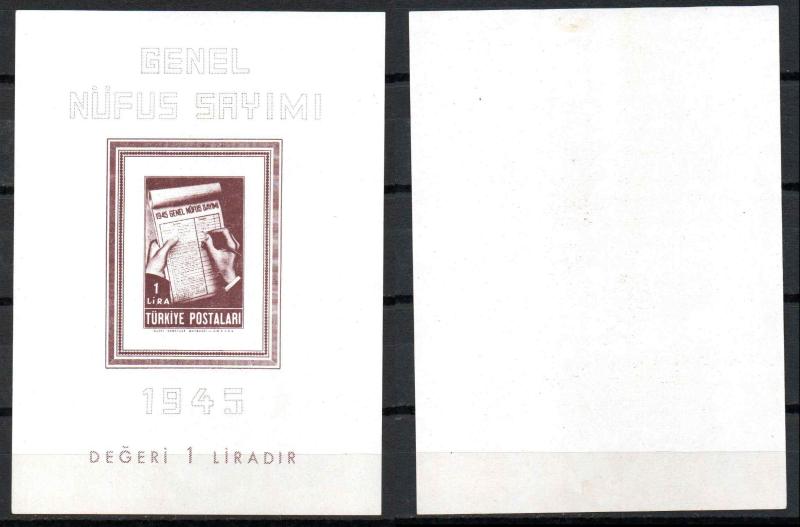 GENEL
NÜFUS SAYIMI
1945 GENEL NÜFUS SAYIMI
1
LİRA
TÜRKİYE POSTALARI
1945
DEĞERİ 1 LİRADIR